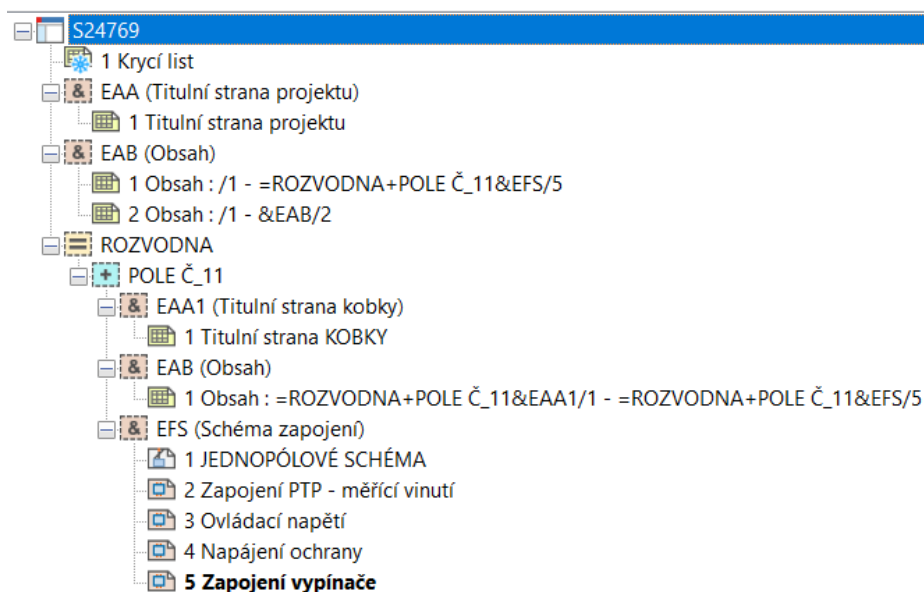 S24769
1 Krycí list
EAA (Titulní strana projektu)
1 Titulní strana projektu
EAB (Obsah)
1 Obsah : /1 - =ROZVODNA+POLE Č_11&EFS/5
2 Obsah : /1 - &EAB/2
ROZVODNA
POLE Č_11
EAA1 (Titulní strana kobky)
1 Titulní strana KOBKY
EAB (Obsah)
1 Obsah : =ROZVODNA+POLE Č_11&EAA1/1 - =ROZVODNA+POLE Č_11&EFS/5
EFS (Schéma zapojení)
1 JEDNOPÓLOVÉ SCHÉMA
2 Zapojení PTP - měřící vinutí
3 Ovládací napětí
4 Napájení ochrany
5 Zapojení vypínače